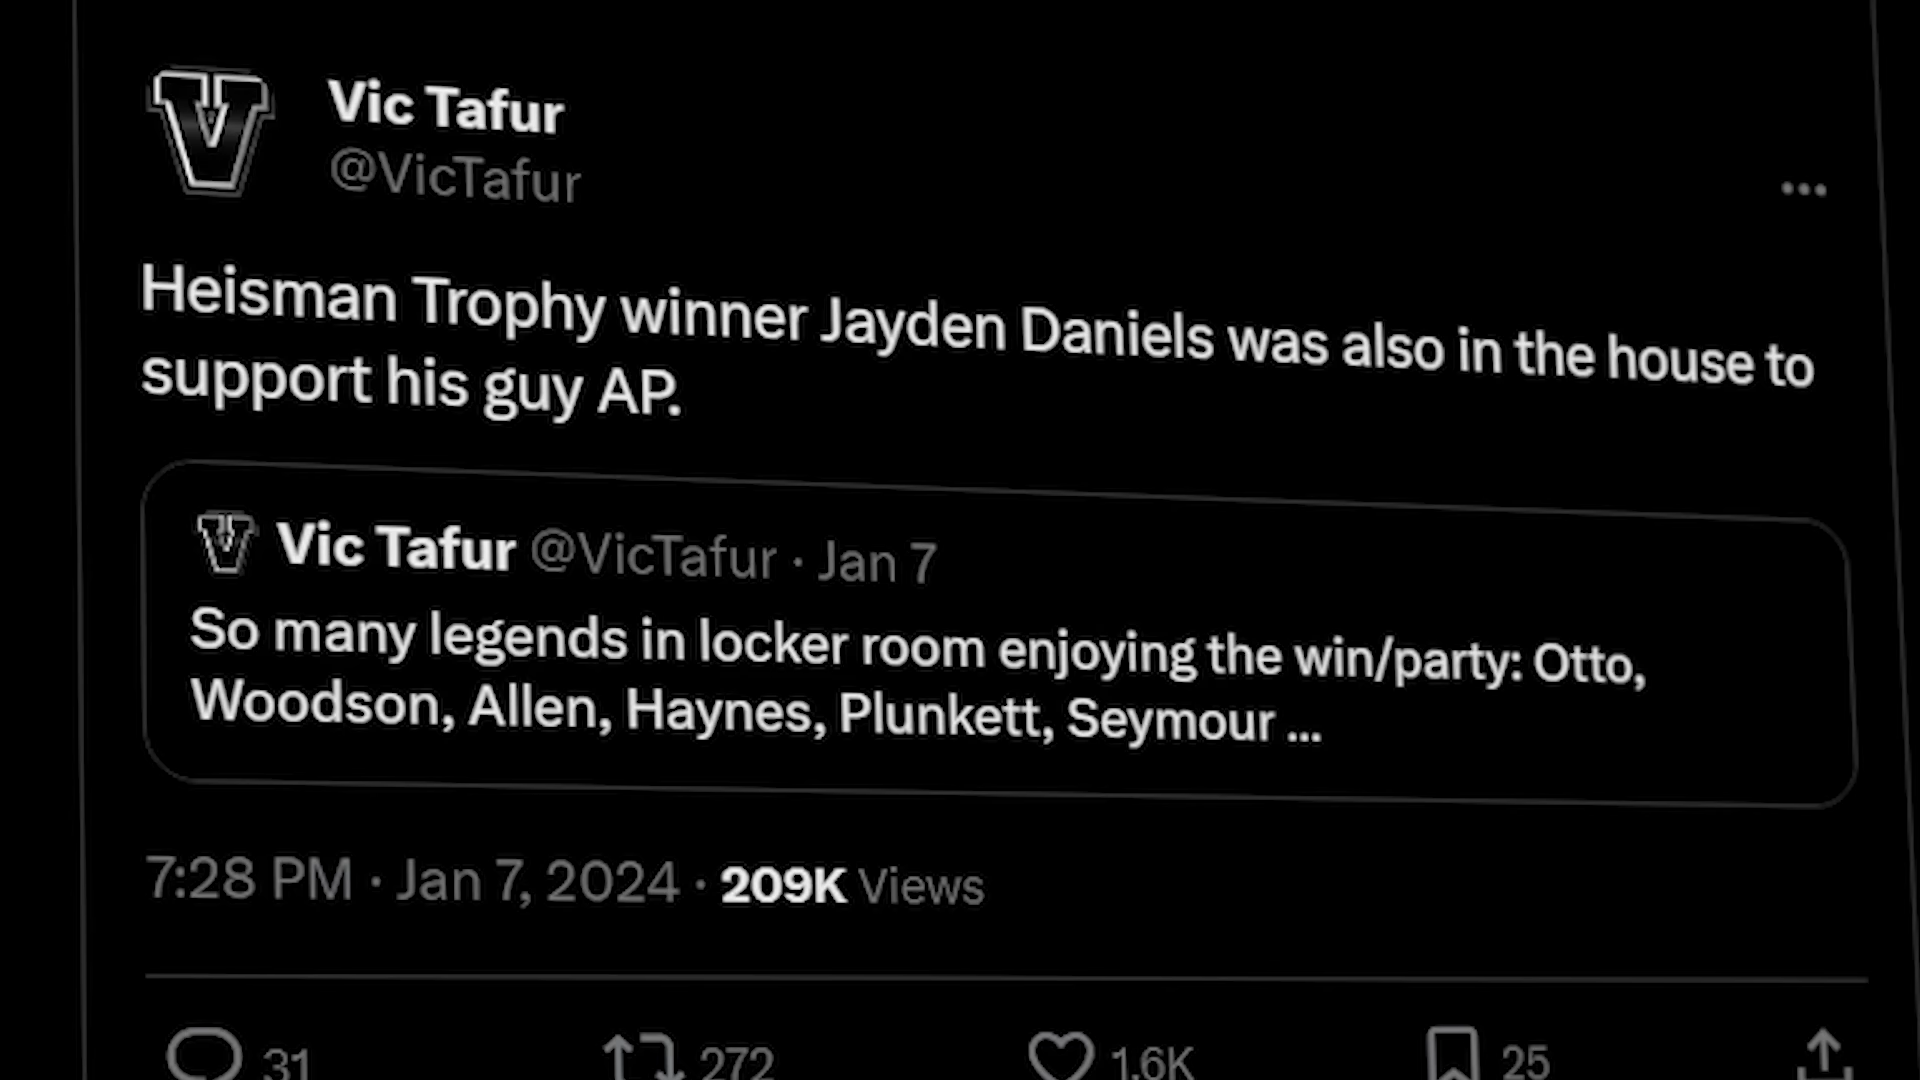 Vic Tafur
@VicTafur
Heisman Trophy winner Jayden Daniels was also in the house to
support his guy AP.
Vic Tafur @VicTafur · Jan 7
So many legends in locker room enjoying the win/party: Otto,
Woodson, Allen, Haynes, Plunkett, Seymour ...
7:28 PM · Jan 7, 2024 · 209K Views
31 272 1.6K 25